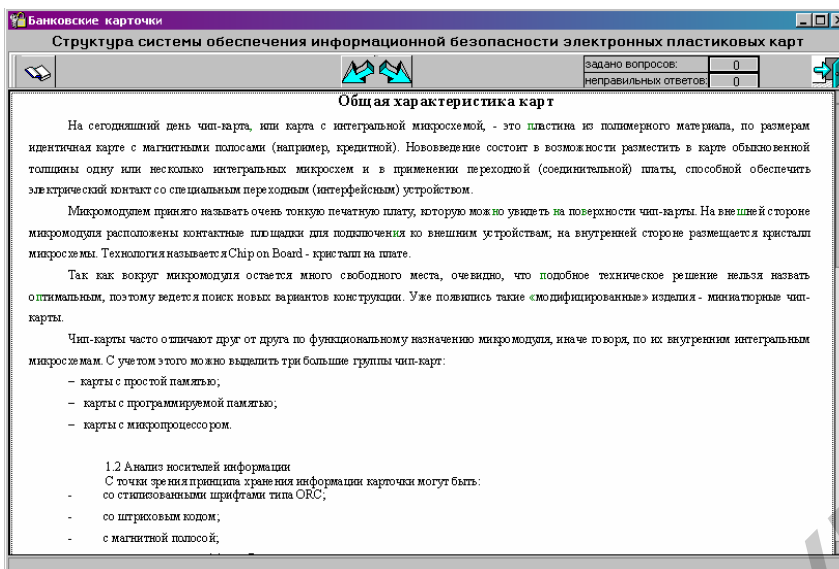 Банковские карточки
Структура системы обеспечения информационной безопасности электронных пластиковых карт
задано вопросов: 0
неправильных ответов: 0
Общая характеристика карт
На сегодняшний день чип-карта, или карта с интегральной микросхемой, - это пластина из полимерного материала, по размерам
идентичная карте с магнитными полосами (например, кредитной). Нововведение состоит в возможности разместить в карте обыкновенной
толщины одну или несколько интегральных микросхем и в применении переходной (соединительной) платы, способной обеспечить
электрический контакт со специальным переходным (интерфейсным) устройством.
Микромодулем принято называть очень тонкую печатную плату, которую можно увидеть на поверхности чип-карты. На внешней стороне
микромодуля расположены контактные площадки для подключения ко внешним устройствам; на внутренней стороне размещается кристалл
микросхемы. Технология называется Chip on Board - кристалл на плате.
Так как вокруг микромодуля остается много свободного места, очевидно, что подобное техническое решение нельзя назвать
оптимальным, поэтому ведется поиск новых вариантов конструкции. Уже появились такие «модифицированные» изделия - миниатюрные чип-
карты.
Чип-карты часто отличают друг от друга по функциональному назначению микромодуля, иначе говоря, по их внутренним интегральным
микросхемам. С учетом этого можно выделить три большие группы чип-карт:
– карты с простой памятью;
– карты с программируемой памятью;
– карты с микропроцессором.
1.2 Анализ носителей информации
С точки зрения принципа хранения информации карточки могут быть:
- со стилизованными шрифтами типа ORC;
- со штриховым кодом;
- с магнитной полосой;